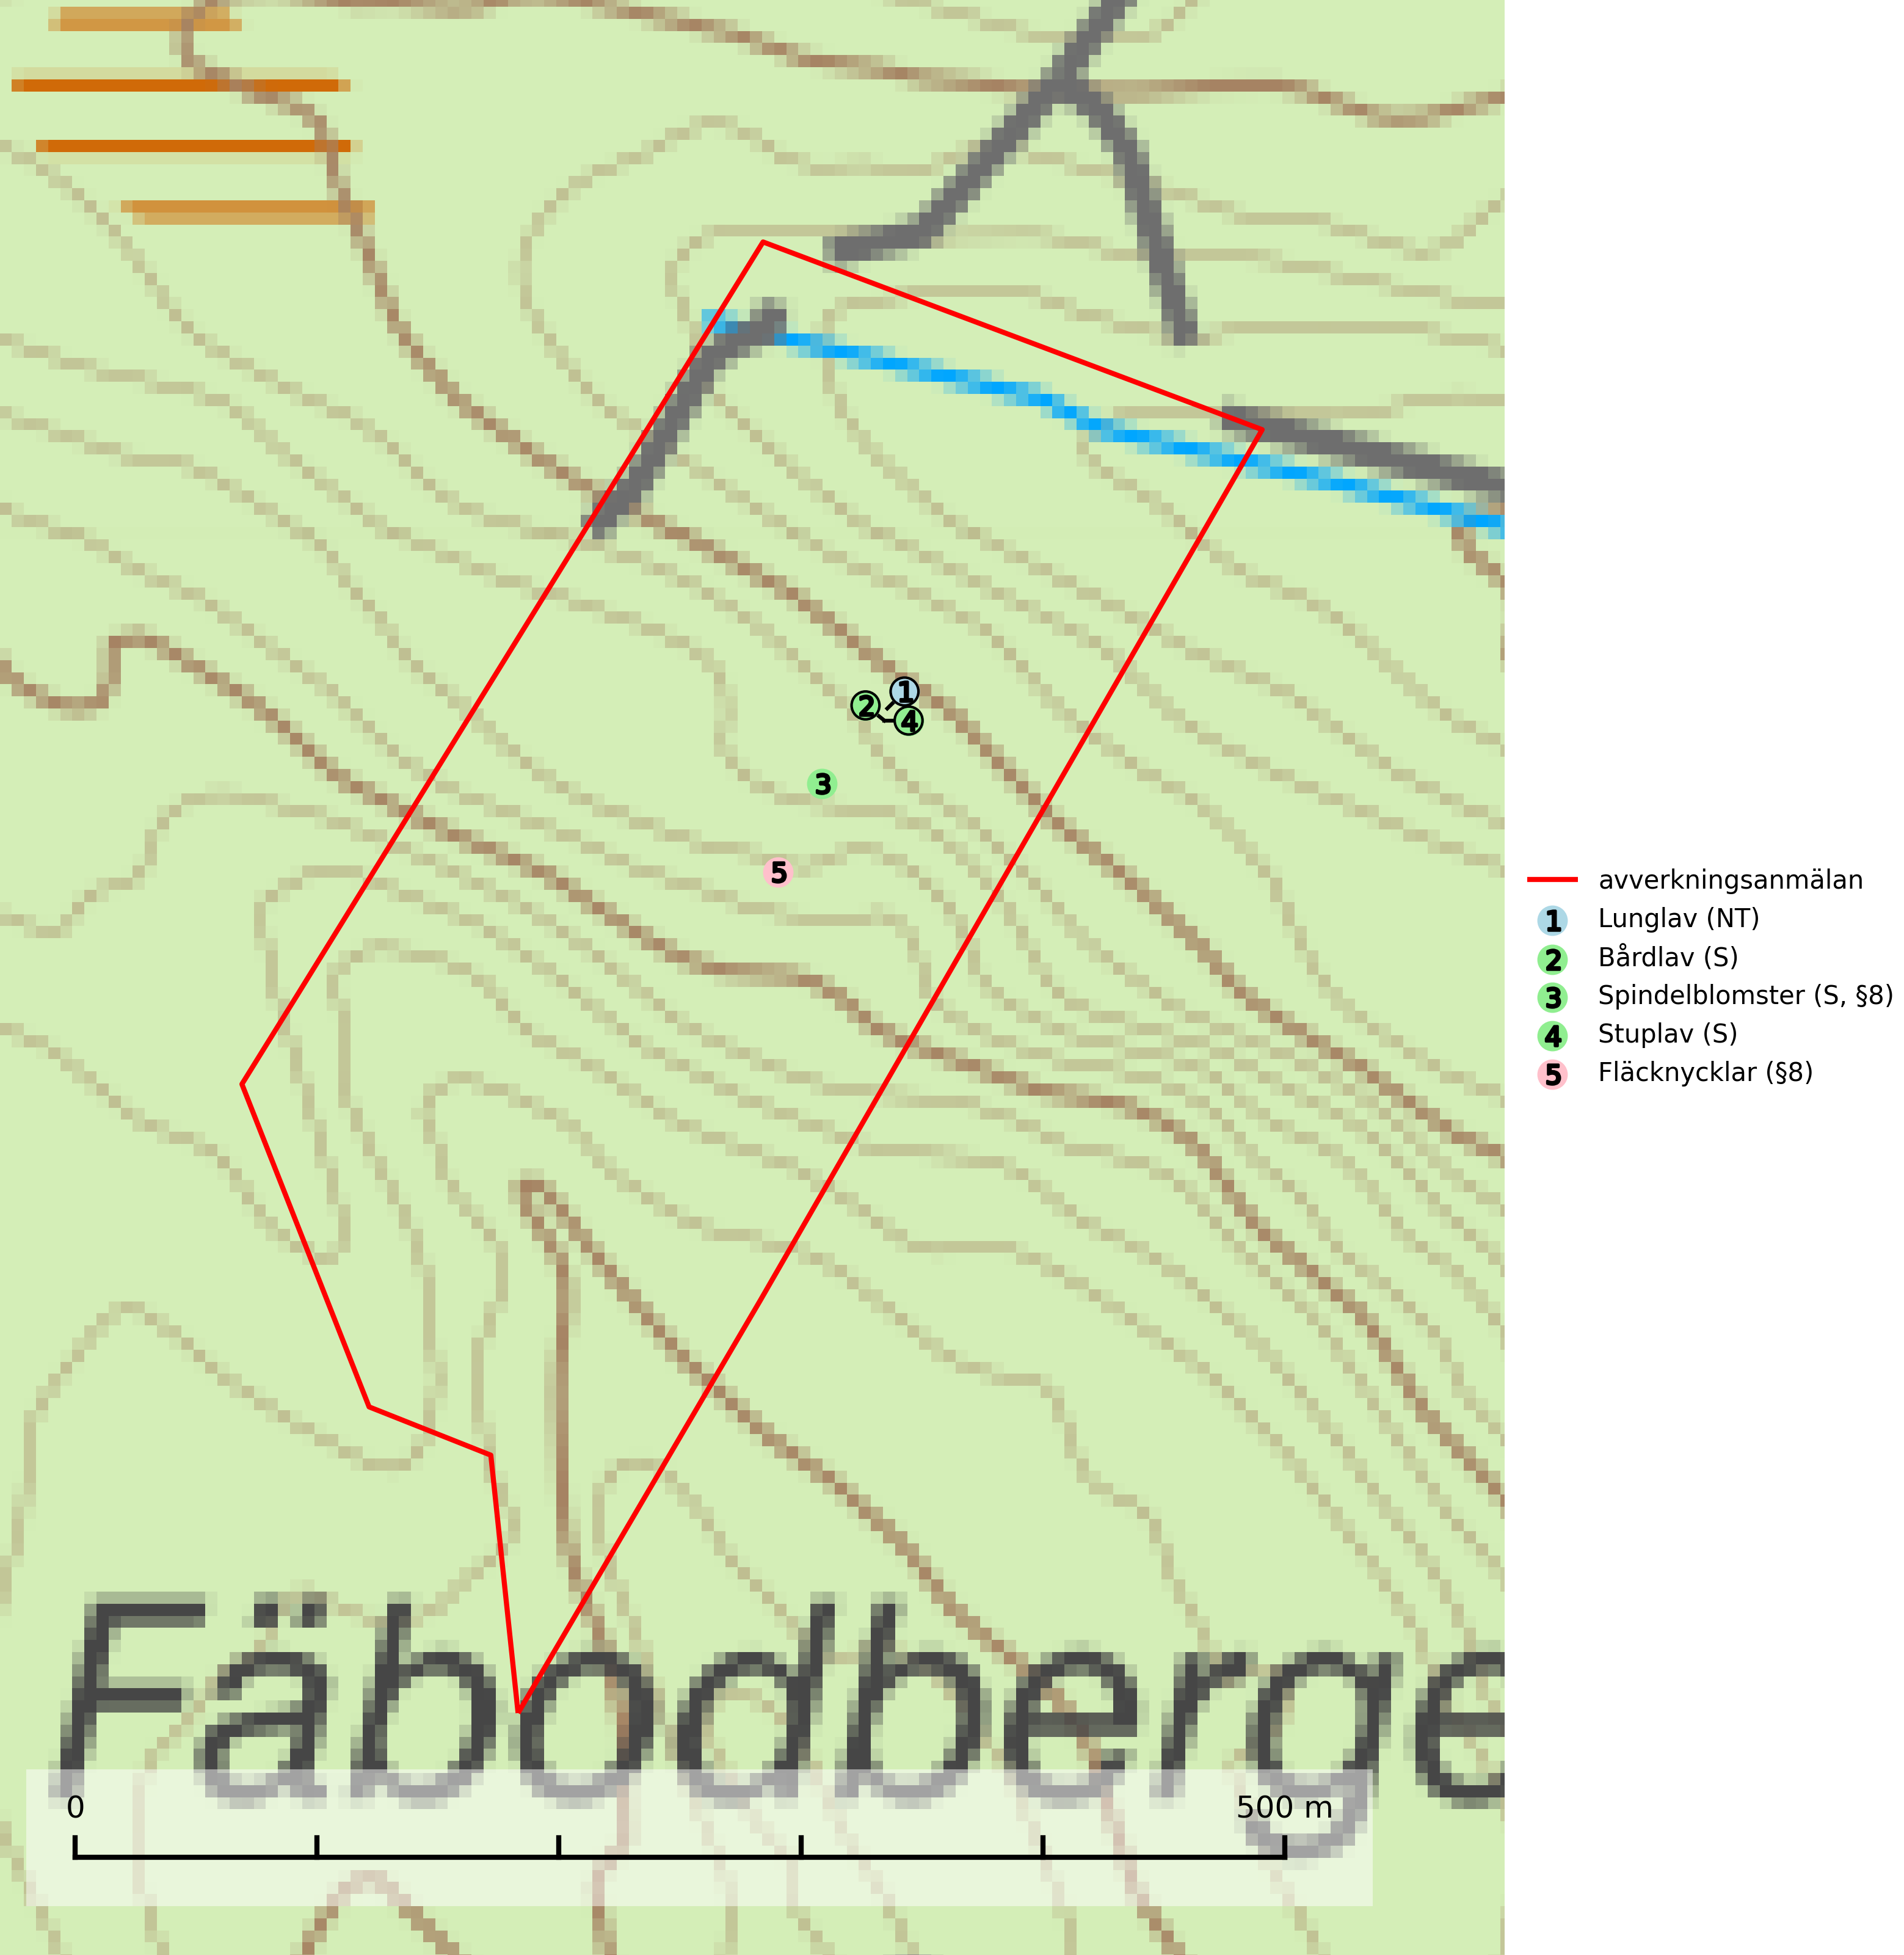 1
2
4
3
5
Fäbodberge
0 500 m
avverkningsanmälan
1 Lunglav (NT)
2 Bårdlav (S)
3 Spindelblomster (S, §8)
4 Stuplav (S)
5 Fläcknycklar (§8)